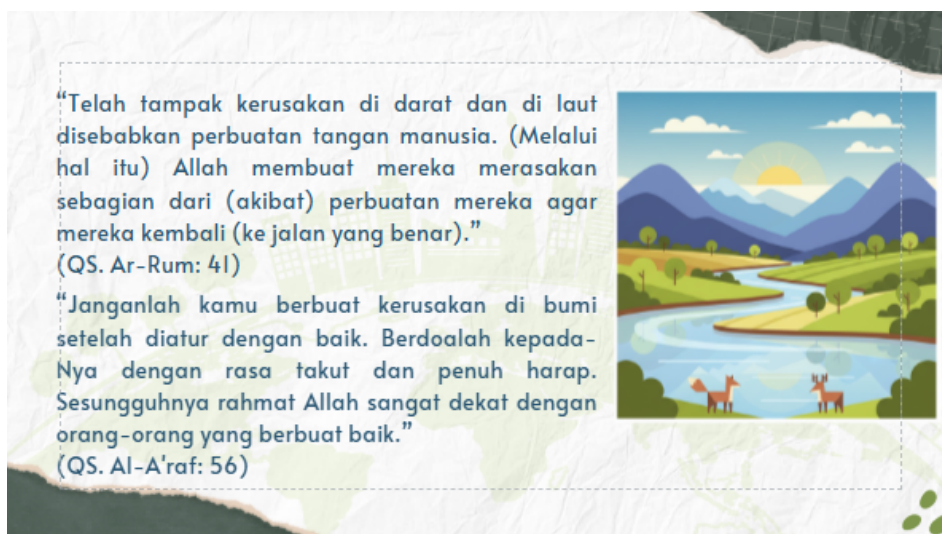 “Telah tampak kerusakan di darat dan di laut
disebabkan perbuatan tangan manusia. (Melalui
hal itu) Allah membuat mereka merasakan
sebagian dari (akibat) perbuatan mereka agar
mereka kembali (ke jalan yang benar).”
(QS. Ar-Rum: 41)
“Janganlah kamu berbuat kerusakan di bumi
setelah diatur dengan baik. Berdoalah kepada-
Nya dengan rasa takut dan penuh harap.
Sesungguhnya rahmat Allah sangat dekat dengan
orang-orang yang berbuat baik.”
(QS. Al-A'raf: 56)